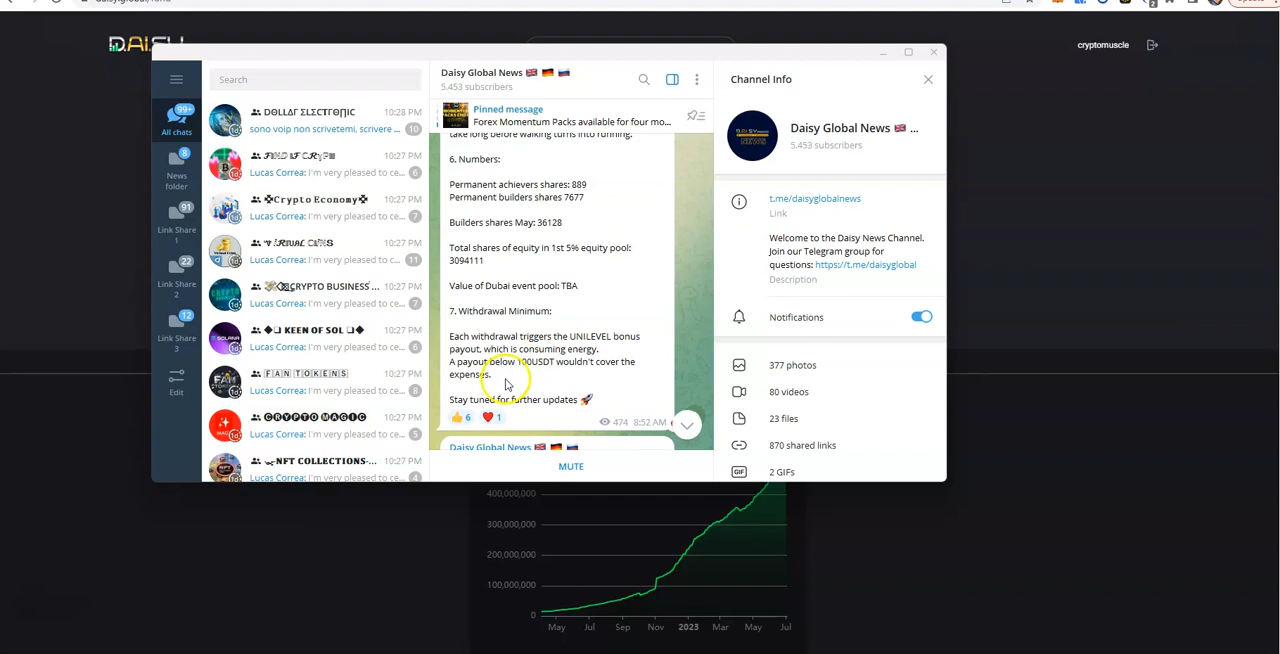 cryptomuscle
Search
All chats
99+
News folder
8
Link Share 1
91
Link Share 2
22
Link Share 3
12
Edit
10:28 PM
sono voip non scrivetemi, scrivere ...
10
10:27 PM
Lucas Correa: I'm very pleased to ce...
6
Crypto Economy
10:27 PM
Lucas Correa: I'm very pleased to ce...
7
10:27 PM
Lucas Correa: I'm very pleased to ce...
11
CRYPTO BUSINESS ...
10:27 PM
Lucas Correa: I'm very pleased to ce...
7
KEEN OF SOL
10:27 PM
Lucas Correa: I'm very pleased to ce...
6
FAN TOKENS
10:27 PM
Lucas Correa: I'm very pleased to ce...
8
CRYPTO MAGIC
10:27 PM
Lucas Correa: I'm very pleased to ce...
5
NFT COLLECTIONS-...
10:27 PM
Lucas Correa: I'm very pleased to ce...
4
Daisy Global News 🇬🇧 🇩🇪 🇷🇺
5.453 subscribers
Pinned message
Forex Momentum Packs available for four mo...
take long before walking turns into running.
6. Numbers:
Permanent achievers shares: 889
Permanent builders shares 7677
Builders shares May: 36128
Total shares of equity in 1st 5% equity pool:
3094111
Value of Dubai event pool: TBA
7. Withdrawal Minimum:
Each withdrawal triggers the UNILEVEL bonus
payout, which is consuming energy.
A payout below 100USDT wouldn't cover the
expenses.
Stay tuned for further updates 🚀
👍 6 ❤️ 1
474 8:52 AM
Daisy Global News 🇬🇧 🇩🇪 🇷🇺
MUTE
Channel Info
Daisy Global News 🇬🇧 ...
5.453 subscribers
t.me/daisyglobalnews
Link
Welcome to the Daisy News Channel.
Join our Telegram group for
questions: https://t.me/daisyglobal
Description
Notifications
377 photos
80 videos
23 files
870 shared links
GIF 2 GIFs
400,000,000
300,000,000
200,000,000
100,000,000
0
May Jul Sep Nov 2023 Mar May Jul